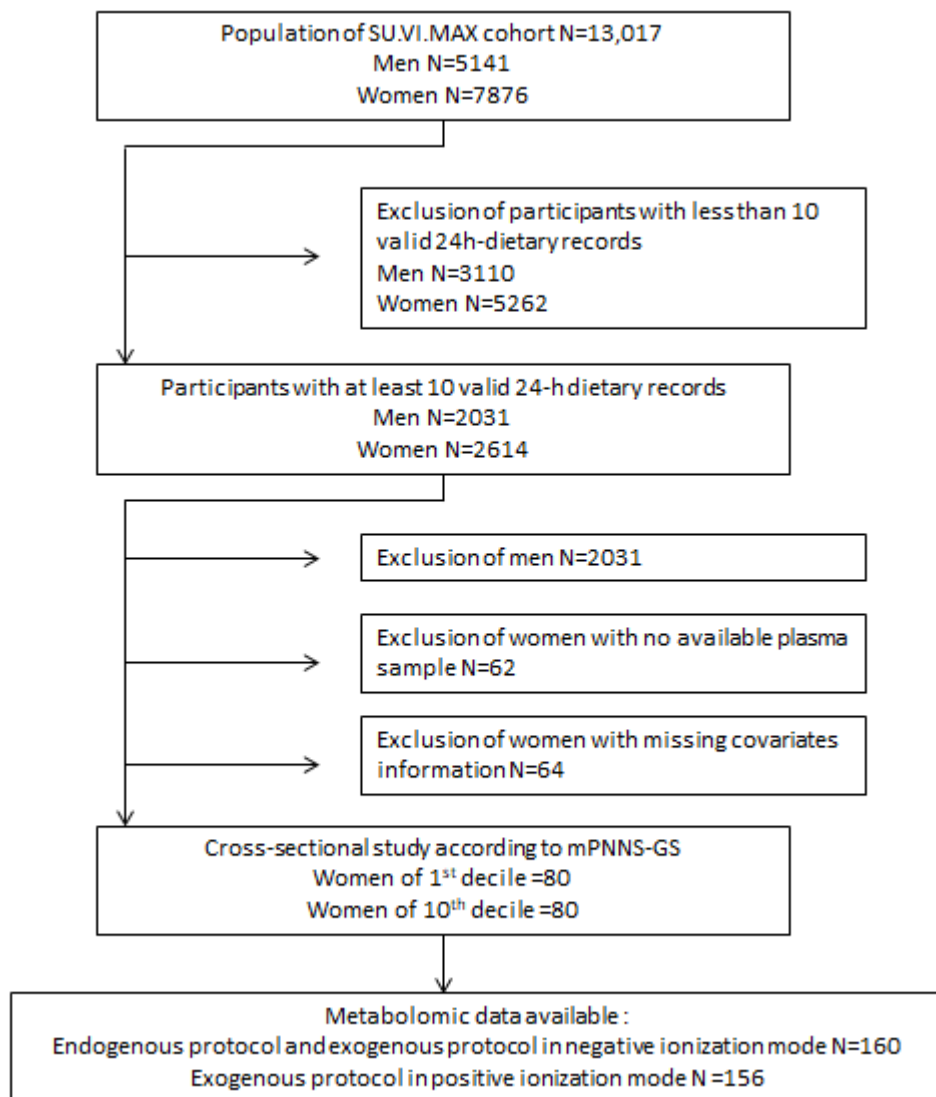 Population of SU.VI.MAX cohort N=13,017
Men N=5141
Women N=7876
Exclusion of participants with less than 10
valid 24h-dietary records
Men N=3110
Women N=5262
Participants with at least 10 valid 24-h dietary records
Men N=2031
Women N=2614
Exclusion of men N=2031
Exclusion of women with no available plasma
sample N=62
Exclusion of women with missing covariates
information N=64
Cross-sectional study according to mPNNS-GS
Women of 1st decile =80
Women of 10th decile =80
Metabolomic data available :
Endogenous protocol and exogenous protocol in negative ionization mode N=160
Exogenous protocol in positive ionization mode N =156